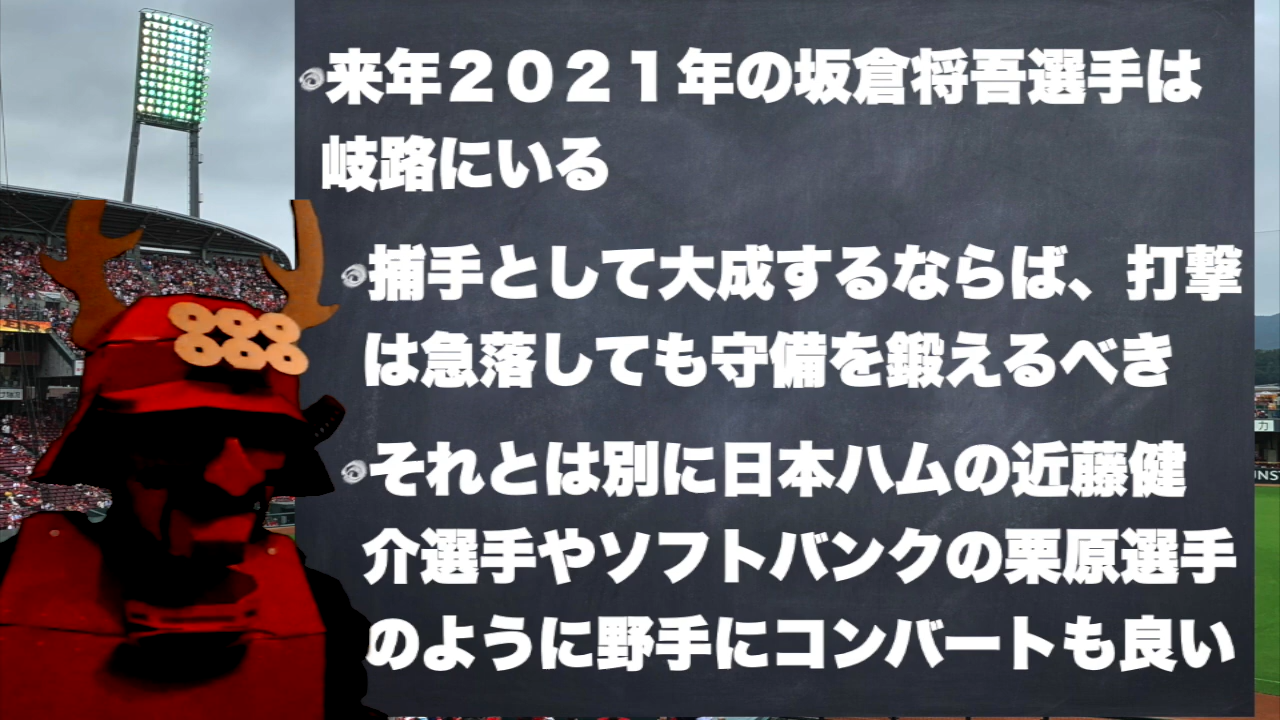 来年２０２１年の坂倉将吾選手は
岐路にいる
捕手として大成するならば、打撃
は急落しても守備を鍛えるべき
それとは別に日本ハムの近藤健
介選手やソフトバンクの栗原選手
のように野手にコンバートも良い